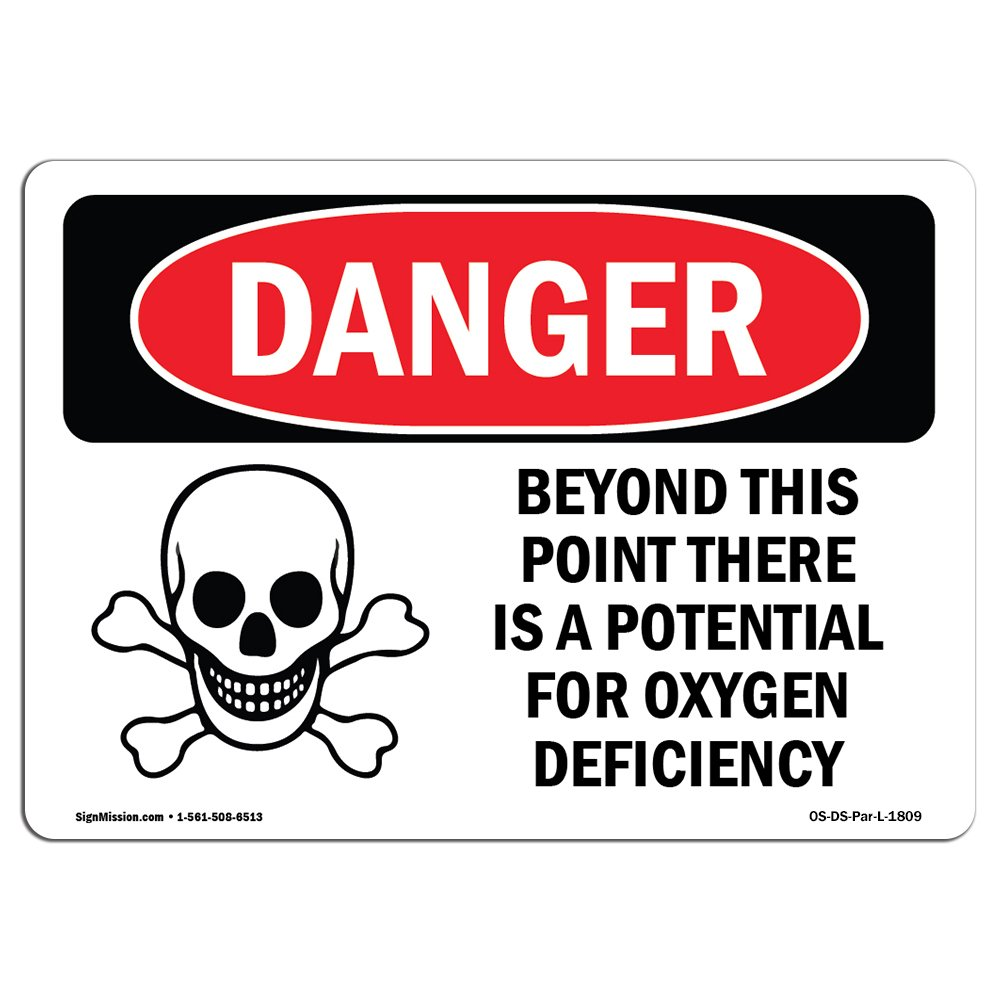 DANGER
BEYOND THIS
POINT THERE
IS A POTENTIAL
FOR OXYGEN
DEFICIENCY
SignMission.com • 1-561-508-6513
OS-DS-Par-L-1809